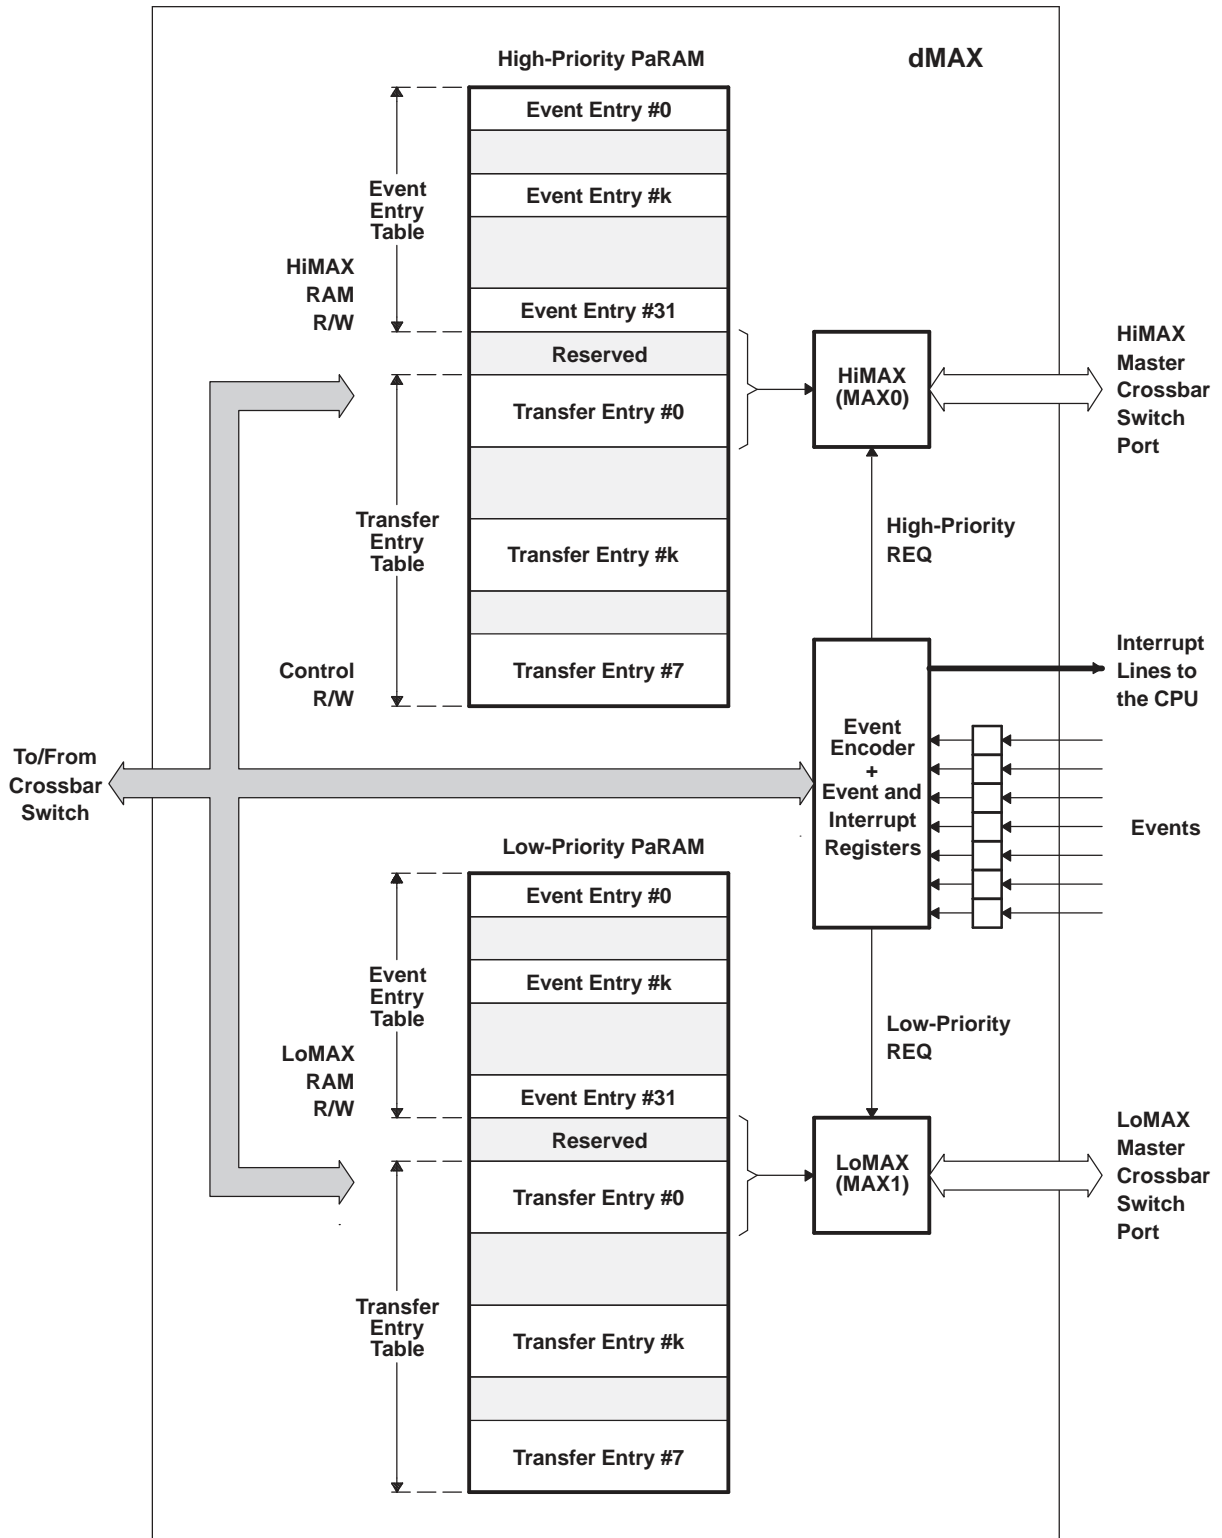 dMAX
High-Priority PaRAM
Event Entry #0
Event Entry #k
Event Entry #31
Reserved
Transfer Entry #0
Transfer Entry #k
Transfer Entry #7
Event
Entry
Table
HiMAX
RAM
R/W
Transfer
Entry
Table
Control
R/W
HiMAX
(MAX0)
HiMAX
Master
Crossbar
Switch
Port
High-Priority
REQ
Interrupt
Lines to
the CPU
Event
Encoder
+
Event and
Interrupt
Registers
Events
To/From
Crossbar
Switch
Low-Priority PaRAM
Event Entry #0
Event Entry #k
Event Entry #31
Reserved
Transfer Entry #0
Transfer Entry #k
Transfer Entry #7
Event
Entry
Table
LoMAX
RAM
R/W
Transfer
Entry
Table
Low-Priority
REQ
LoMAX
(MAX1)
LoMAX
Master
Crossbar
Switch
Port